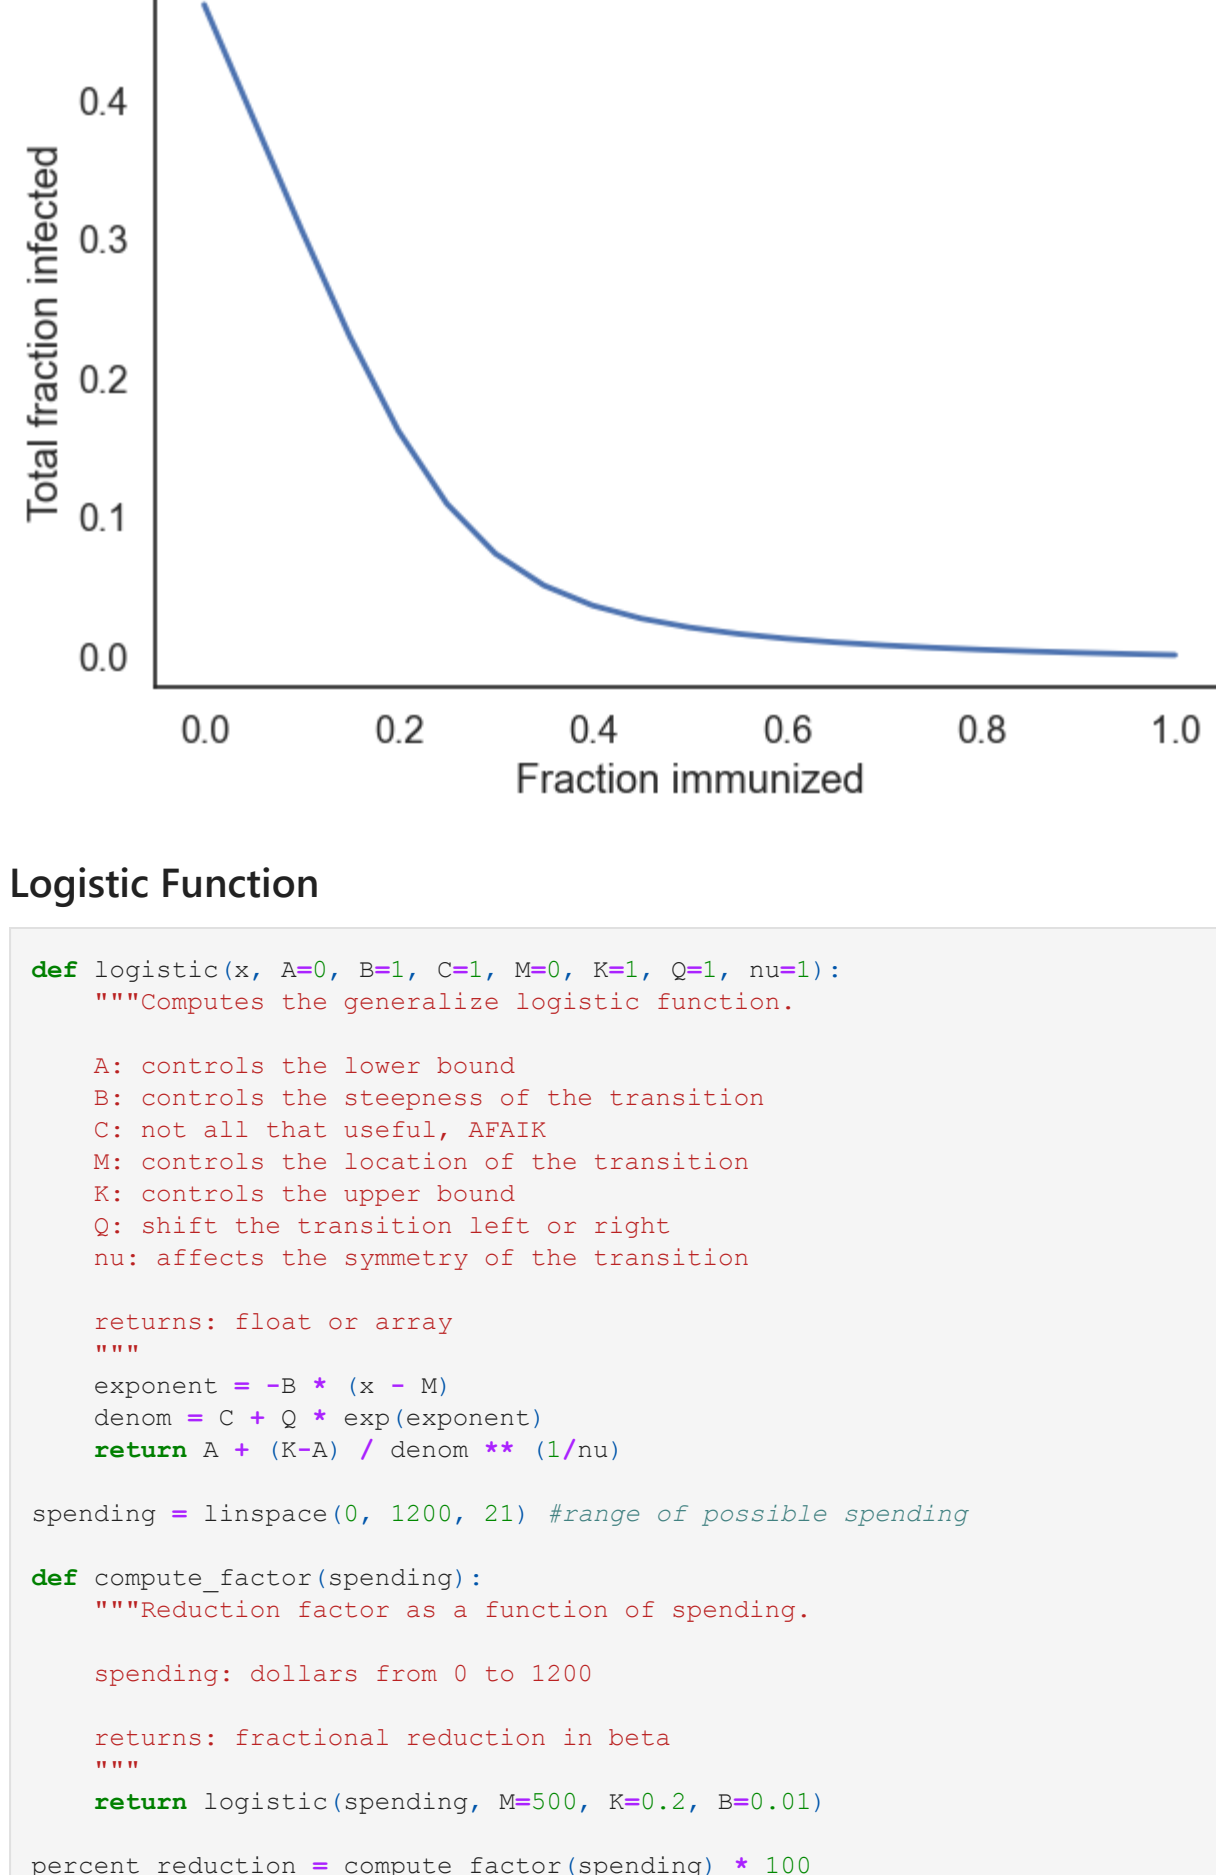 0.4
0.3
0.2
0.1
0.0
Total fraction infected
0.0 0.2 0.4 0.6 0.8 1.0
Fraction immunized
Logistic Function
def logistic(x, A=0, B=1, C=1, M=0, K=1, Q=1, nu=1):
    """Computes the generalize logistic function.
    A: controls the lower bound
    B: controls the steepness of the transition
    C: not all that useful, AFAIK
    M: controls the location of the transition
    K: controls the upper bound
    Q: shift the transition left or right
    nu: affects the symmetry of the transition
    returns: float or array
    """
    exponent = -B * (x - M)
    denom = C + Q * exp(exponent)
    return A + (K-A) / denom ** (1/nu)
spending = linspace(0, 1200, 21) #range of possible spending
def compute_factor(spending):
    """Reduction factor as a function of spending.
    spending: dollars from 0 to 1200
    returns: fractional reduction in beta
    """
    return logistic(spending, M=500, K=0.2, B=0.01)
percent_reduction = compute_factor(spending) * 100